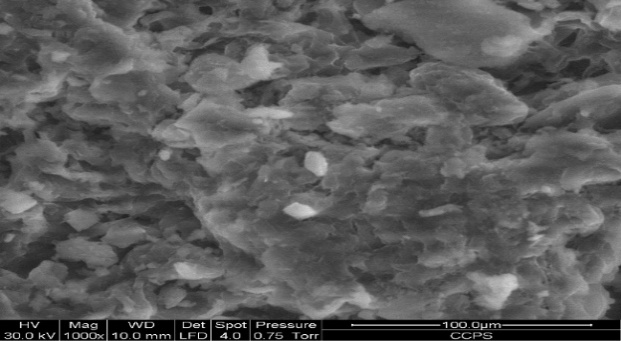 HV Mag WD Det Spot Pressure 100.0µm
30.0 kV 1000x 10.0 mm LFD 4.0 0.75 Torr CCPS